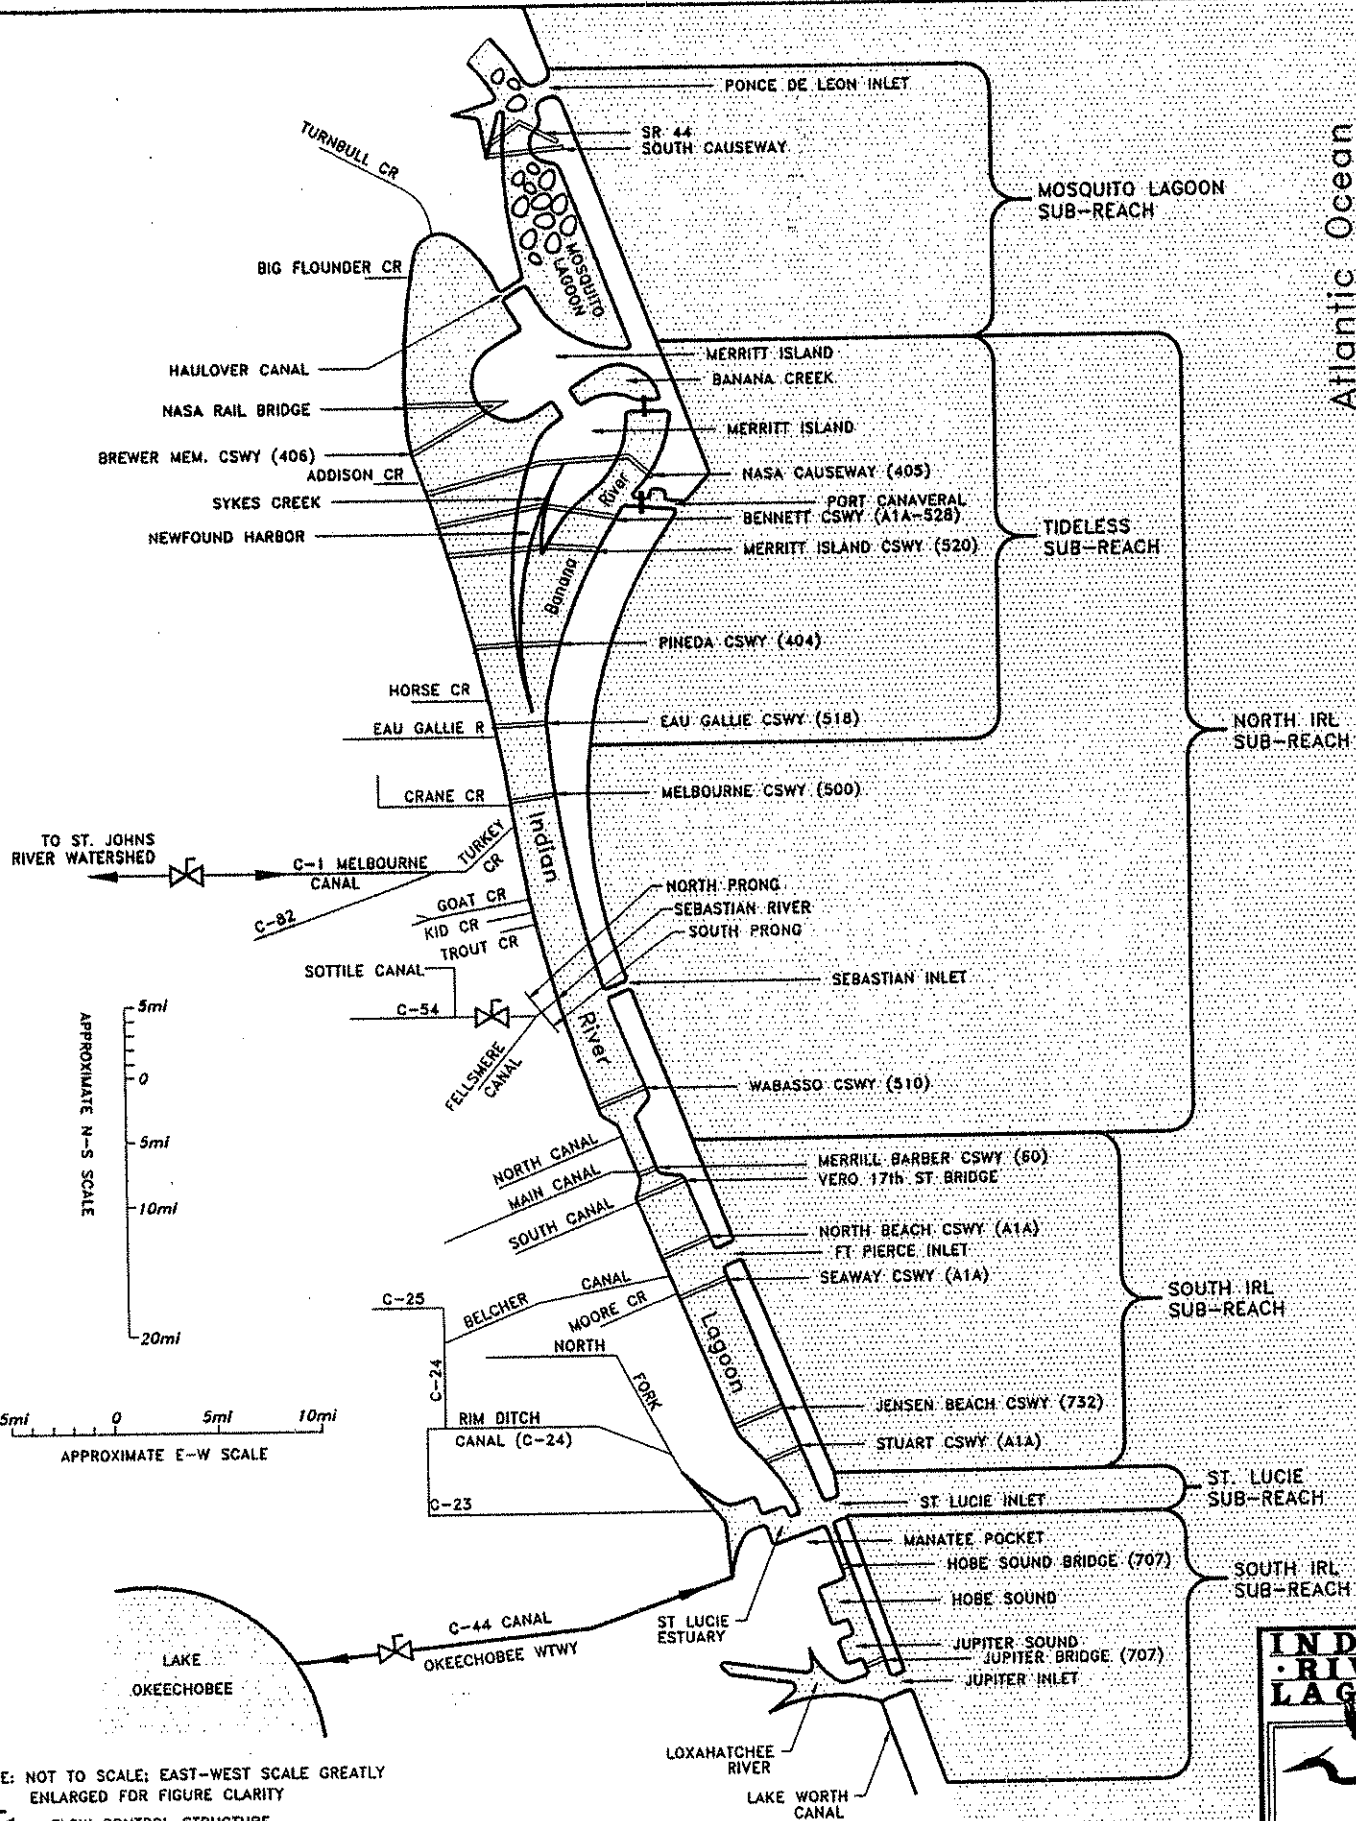 PONCE DE LEON INLET
SR 44
SOUTH CAUSEWAY
TURNBULL CR
MOSQUITO LAGOON
SUB-REACH
Atlantic Ocean
BIG FLOUNDER CR
MOSQUITO
LAGOON
HAULOVER CANAL
MERRITT ISLAND
BANANA CREEK
NASA RAIL BRIDGE
MERRITT ISLAND
BREWER MEM. CSWY (406)
ADDISON CR
NASA CAUSEWAY (405)
SYKES CREEK
River
PORT CANAVERAL
BENNETT CSWY (A1A-528)
NEWFOUND HARBOR
MERRITT ISLAND CSWY (520)
TIDELESS
SUB-REACH
Banana
PINEDA CSWY (404)
HORSE CR
EAU GALLIE R
EAU GALLIE CSWY (518)
NORTH IRL
SUB-REACH
CRANE CR
MELBOURNE CSWY (500)
Indian
TO ST. JOHNS
RIVER WATERSHED
TURKEY
CR
C-1 MELBOURNE
CANAL
C-82
GOAT CR
KID CR
TROUT CR
NORTH PRONG
SEBASTIAN RIVER
SOUTH PRONG
SOTTILE CANAL
SEBASTIAN INLET
C-54
River
FELLSMERE
CANAL
WABASSO CSWY (510)
5mi
0
5mi
10mi
20mi
APPROXIMATE N-S SCALE
NORTH CANAL
MAIN CANAL
SOUTH CANAL
MERRILL BARBER CSWY (60)
VERO 17th ST BRIDGE
NORTH BEACH CSWY (A1A)
FT PIERCE INLET
SEAWAY CSWY (A1A)
SOUTH IRL
SUB-REACH
C-25
BELCHER CANAL
MOORE CR
Lagoon
NORTH
FORK
C-24
RIM DITCH
CANAL (C-24)
JENSEN BEACH CSWY (732)
STUART CSWY (A1A)
5mi 0 5mi 10mi
APPROXIMATE E-W SCALE
C-23
ST. LUCIE
SUB-REACH
ST LUCIE INLET
MANATEE POCKET
HOBE SOUND BRIDGE (707)
SOUTH IRL
SUB-REACH
HOBE SOUND
C-44 CANAL
OKEECHOBEE WTWY
ST LUCIE
ESTUARY
LAKE
OKEECHOBEE
JUPITER SOUND
JUPITER BRIDGE (707)
JUPITER INLET
LOXAHATCHEE
RIVER
LAKE WORTH
CANAL
E: NOT TO SCALE; EAST-WEST SCALE GREATLY
ENLARGED FOR FIGURE CLARITY
FLOW CONTROL STRUCTURE
IND
·RIV
LAG